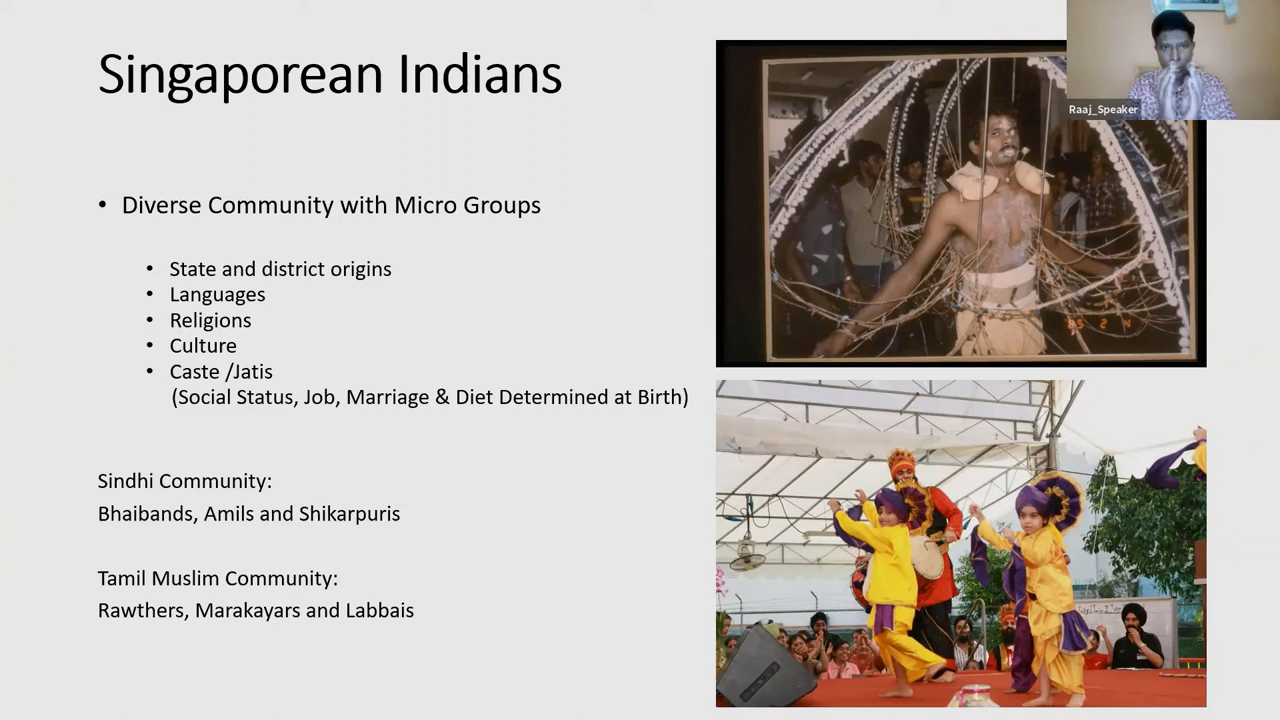 Singaporean Indians
Raaj_Speaker
• Diverse Community with Micro Groups
• State and district origins
• Languages
• Religions
• Culture
• Caste /Jatis
(Social Status, Job, Marriage & Diet Determined at Birth)
Sindhi Community:
Bhaibands, Amils and Shikarpuris
Tamil Muslim Community:
Rawthers, Marakayars and Labbais